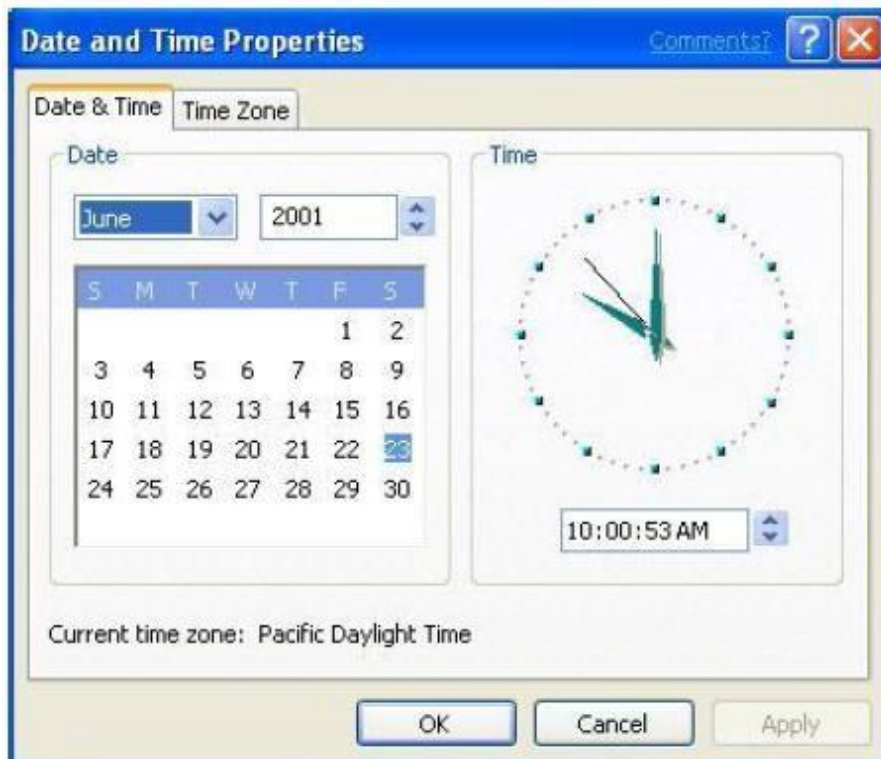 Date and Time Properties Comments? ?
Date & Time Time Zone
Date
June 2001
S M T W T F S
1 2
3 4 5 6 7 8 9
10 11 12 13 14 15 16
17 18 19 20 21 22 23
24 25 26 27 28 29 30
Time
10:00:53 AM
Current time zone: Pacific Daylight Time
OK Cancel Apply